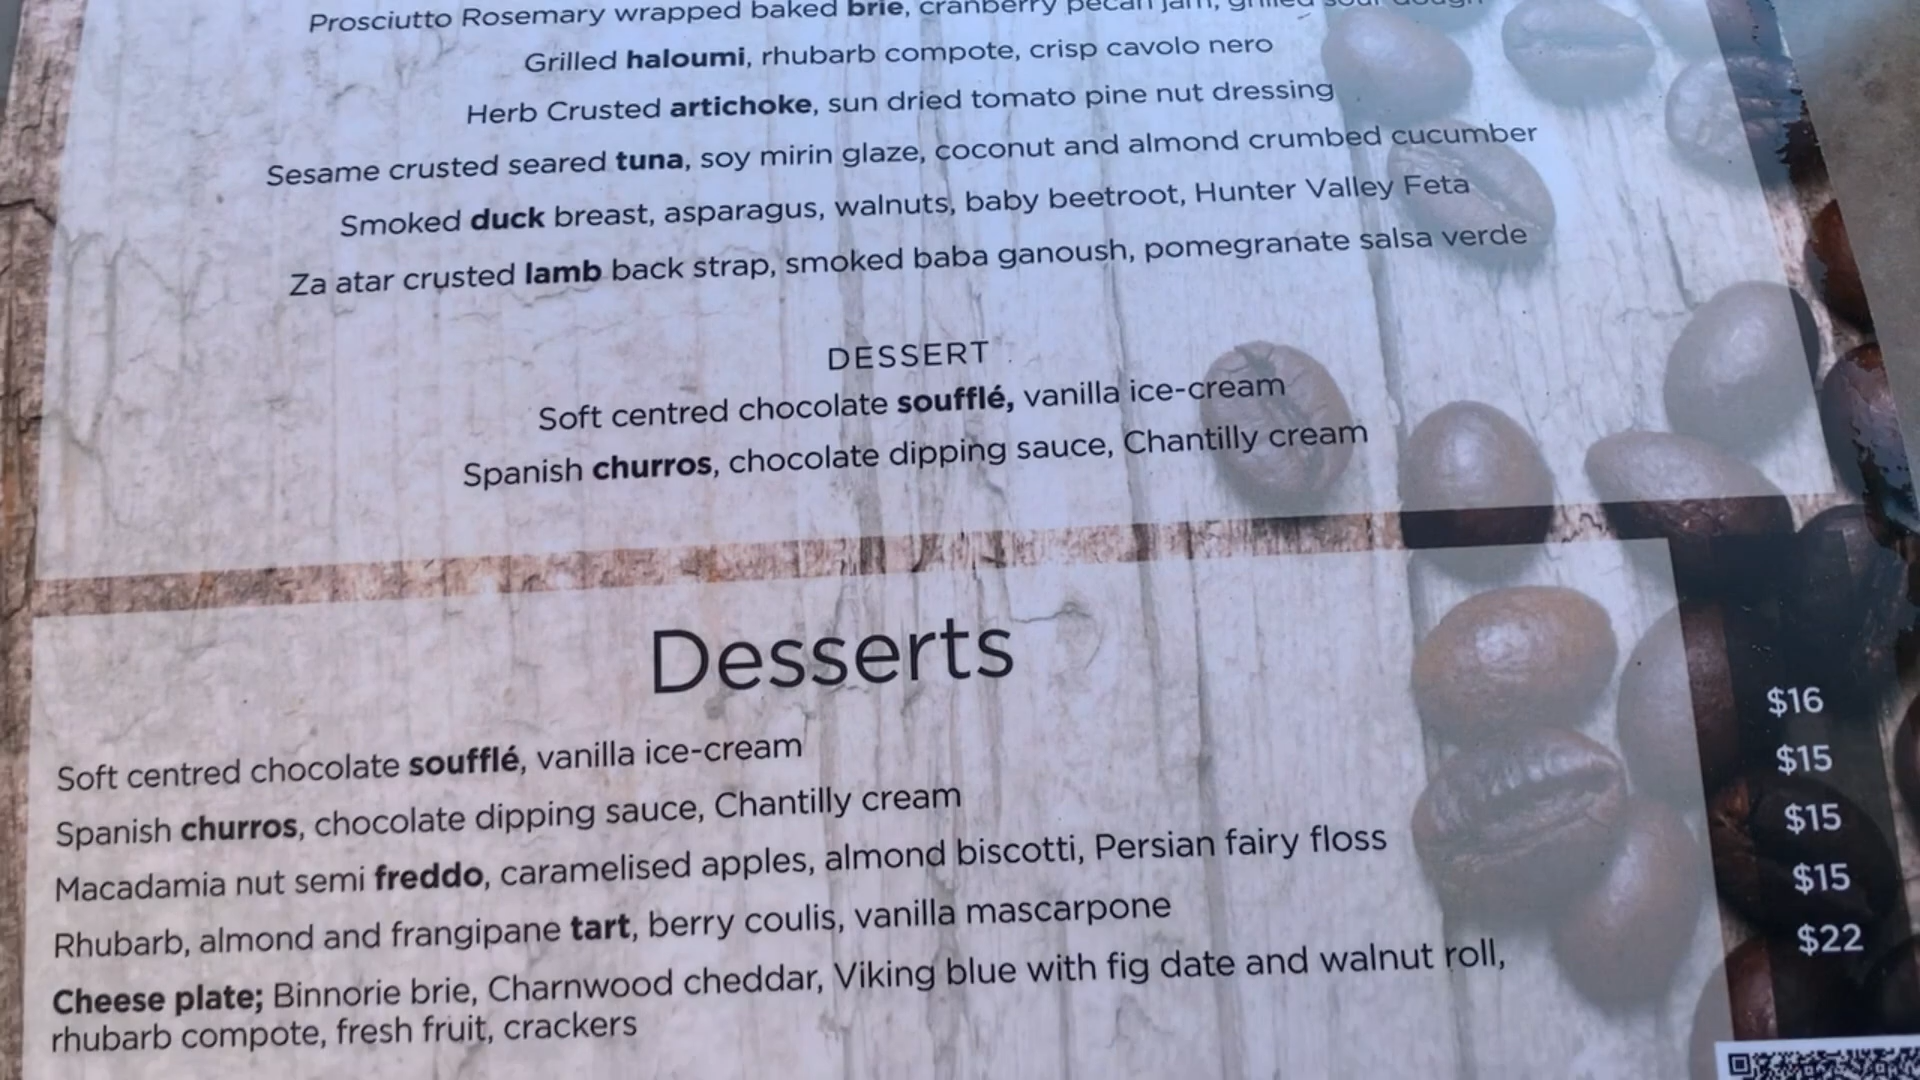 Prosciutto Rosemary wrapped baked brie, cranberry pecan jam, grilled sour dough
Grilled haloumi, rhubarb compote, crisp cavolo nero
Herb Crusted artichoke, sun dried tomato pine nut dressing
Sesame crusted seared tuna, soy mirin glaze, coconut and almond crumbed cucumber
Smoked duck breast, asparagus, walnuts, baby beetroot, Hunter Valley Feta
Za atar crusted lamb back strap, smoked baba ganoush, pomegranate salsa verde
DESSERT
Soft centred chocolate soufflé, vanilla ice-cream
Spanish churros, chocolate dipping sauce, Chantilly cream
Desserts
Soft centred chocolate soufflé, vanilla ice-cream $16
Spanish churros, chocolate dipping sauce, Chantilly cream $15
Macadamia nut semi freddo, caramelised apples, almond biscotti, Persian fairy floss $15
Rhubarb, almond and frangipane tart, berry coulis, vanilla mascarpone $15
Cheese plate; Binnorie brie, Charnwood cheddar, Viking blue with fig date and walnut roll, $22
rhubarb compote, fresh fruit, crackers